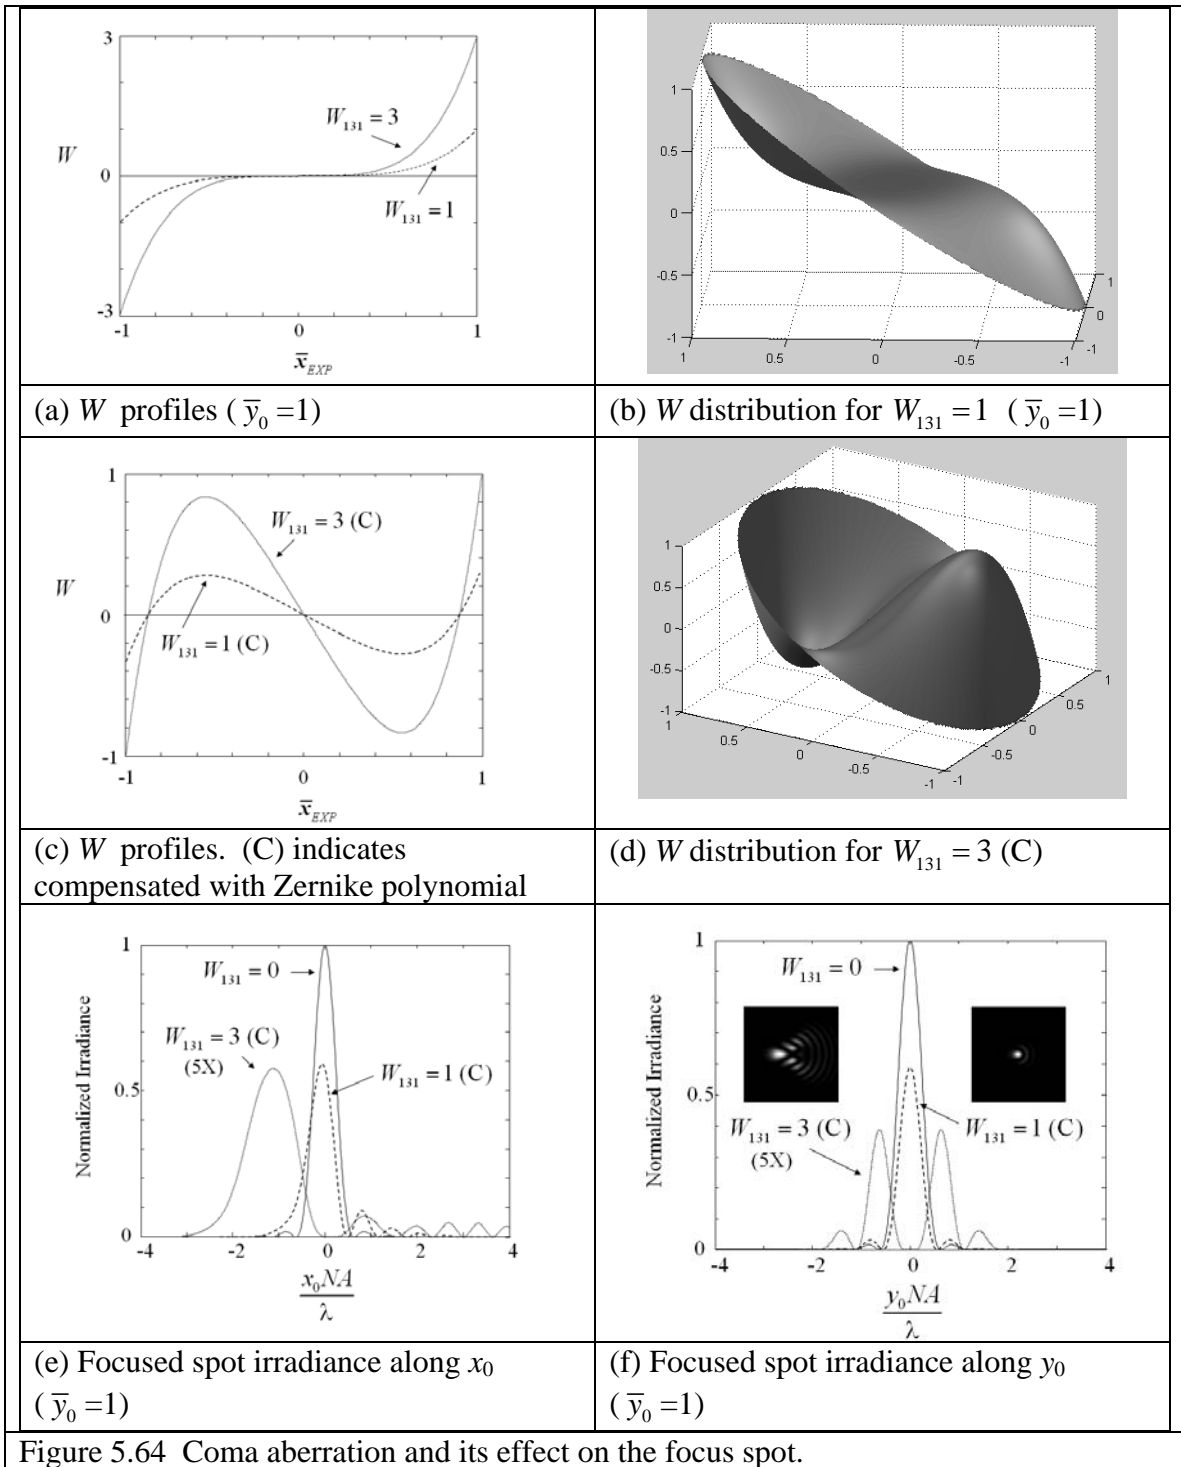 3
W
0
-3
-1
0
1
x̄_EXP
W₁₃₁ = 3
W₁₃₁ = 1
1
0.5
0
-0.5
-1
1
0.5
0
-0.5
-1
-1
0
1
(a) W profiles ( ȳ₀ =1)
(b) W distribution for W₁₃₁ = 1 ( ȳ₀ =1)
1
W
0
-1
-1
0
1
x̄_EXP
W₁₃₁ = 3 (C)
W₁₃₁ = 1 (C)
1
0.5
0
-0.5
-1
1
0.5
0
-0.5
-1
-1
-0.5
0
0.5
1
(c) W profiles. (C) indicates
compensated with Zernike polynomial
(d) W distribution for W₁₃₁ = 3 (C)
1
Normalized Irradiance
0.5
0
W₁₃₁ = 0
W₁₃₁ = 3 (C)
(5X)
W₁₃₁ = 1 (C)
-4
-2
0
2
4
x₀NA
λ
1
Normalized Irradiance
0.5
0
W₁₃₁ = 0
W₁₃₁ = 3 (C)
(5X)
W₁₃₁ = 1 (C)
-4
-2
0
2
4
y₀NA
λ
(e) Focused spot irradiance along x₀
( ȳ₀ =1)
(f) Focused spot irradiance along y₀
( ȳ₀ =1)
Figure 5.64 Coma aberration and its effect on the focus spot.